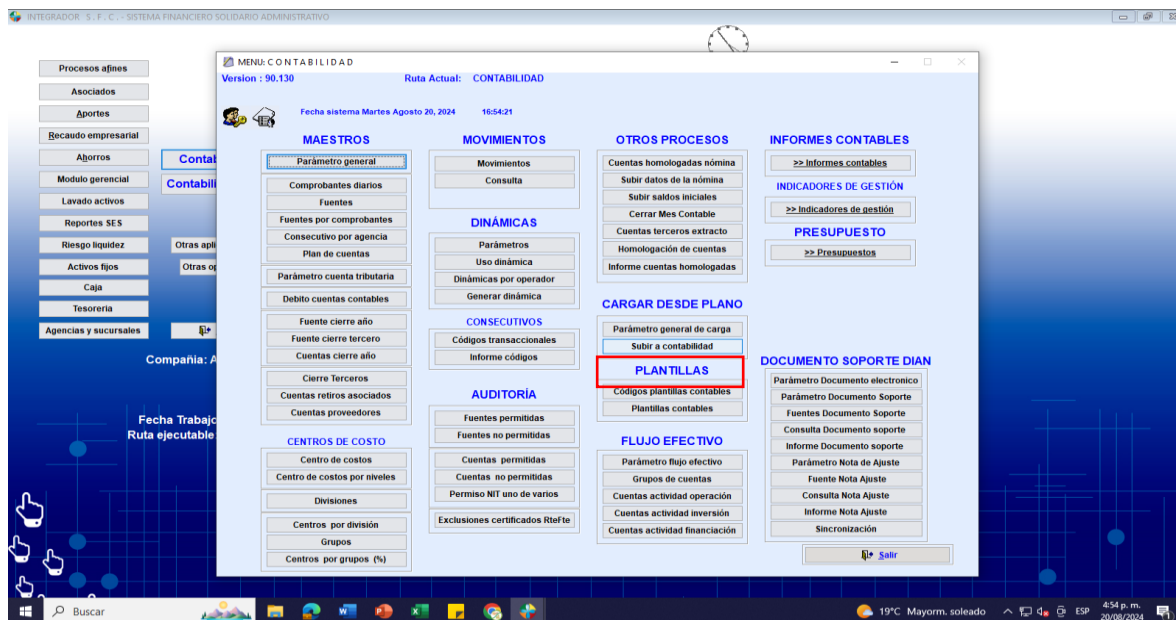 INTEGRADOR S . F . C . - SISTEMA FINANCIERO SOLIDARIO ADMINISTRATIVO
Procesos afines
Asociados
Aportes
Recaudo empresarial
Ahorros
Modulo gerencial
Lavado activos
Reportes SES
Riesgo liquidez
Activos fijos
Caja
Tesoreria
Agencias y sucursales
Contab
Contabili
Otras apli
Otras op
Compañia: A
Fecha Trabajo
Ruta ejecutable:
MENU: C O N T A B I L I D A D
Version : 90.130
Ruta Actual: CONTABILIDAD
Fecha sistema Martes Agosto 20, 2024 16:54:21
MAESTROS
Parámetro general
Comprobantes diarios
Fuentes
Fuentes por comprobantes
Consecutivo por agencia
Plan de cuentas
Parámetro cuenta tributaria
Debito cuentas contables
Fuente cierre año
Fuente cierre tercero
Cuentas cierre año
Cierre Terceros
Cuentas retiros asociados
Cuentas proveedores
CENTROS DE COSTO
Centro de costos
Centro de costos por niveles
Divisiones
Centros por división
Grupos
Centros por grupos (%)
MOVIMIENTOS
Movimientos
Consulta
DINÁMICAS
Parámetros
Uso dinámica
Dinámicas por operador
Generar dinámica
CONSECUTIVOS
Códigos transaccionales
Informe códigos
AUDITORÍA
Fuentes permitidas
Fuentes no permitidas
Cuentas permitidas
Cuentas no permitidas
Permiso NIT uno de varios
Exclusiones certificados RteFte
OTROS PROCESOS
Cuentas homologadas nómina
Subir datos de la nómina
Subir saldos iniciales
Cerrar Mes Contable
Cuentas terceros extracto
Homologación de cuentas
Informe cuentas homologadas
CARGAR DESDE PLANO
Parámetro general de carga
Subir a contabilidad
PLANTILLAS
Códigos plantillas contables
Plantillas contables
FLUJO EFECTIVO
Parámetro flujo efectivo
Grupos de cuentas
Cuentas actividad operación
Cuentas actividad inversión
Cuentas actividad financiación
INFORMES CONTABLES
>> Informes contables
INDICADORES DE GESTIÓN
>> Indicadores de gestión
PRESUPUESTO
>> Presupuestos
DOCUMENTO SOPORTE DIAN
Parámetro Documento electronico
Parámetro Documento Soporte
Fuentes Documento Soporte
Consulta Documento soporte
Informe Documento soporte
Parámetro Nota de Ajuste
Fuente Nota Ajuste
Consulta Nota Ajuste
Informe Nota Ajuste
Sincronización
Salir
Buscar
19°C Mayorm. soleado
ESP
4:54 p. m.
20/08/2024